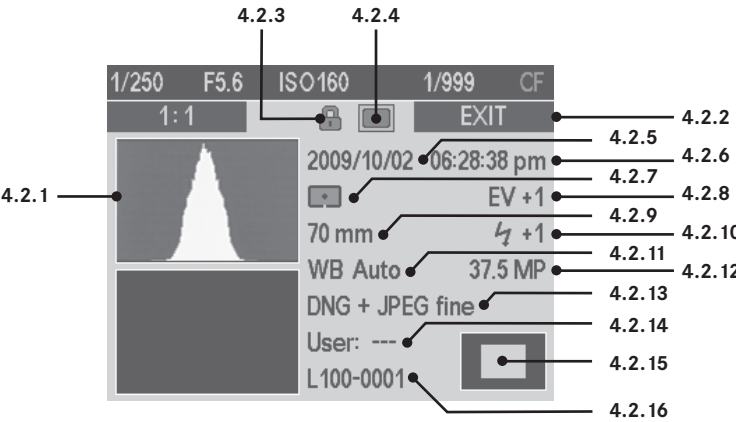 4.2.3 4.2.4
1/250 F5.6 ISO160 1/999 CF
1:1 EXIT 4.2.2
4.2.5
2009/10/02 06:28:38 pm 4.2.6
4.2.7
4.2.1 EV +1 4.2.8
4.2.9
70 mm +1 4.2.10
4.2.11
WB Auto 37.5 MP 4.2.12
4.2.13
DNG + JPEG fine
4.2.14
User: ---
4.2.15
L100-0001
4.2.16